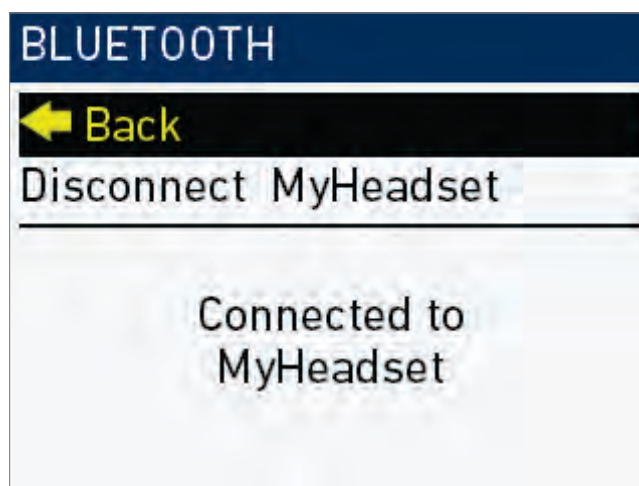 BLUETOOTH
Back
Disconnect MyHeadset
Connected to
MyHeadset